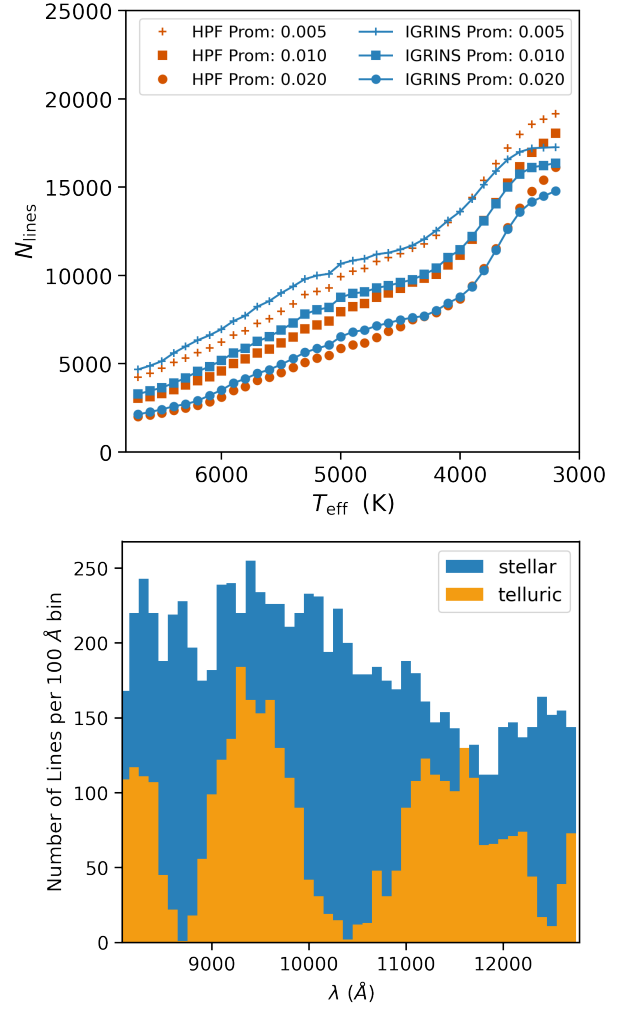 25000
20000
15000
10000
5000
0
N_lines
HPF Prom: 0.005
HPF Prom: 0.010
HPF Prom: 0.020
IGRINS Prom: 0.005
IGRINS Prom: 0.010
IGRINS Prom: 0.020
6000 5000 4000 3000
T_eff (K)
250
200
150
100
50
0
Number of Lines per 100 Å bin
stellar
telluric
9000 10000 11000 12000
λ (Å)